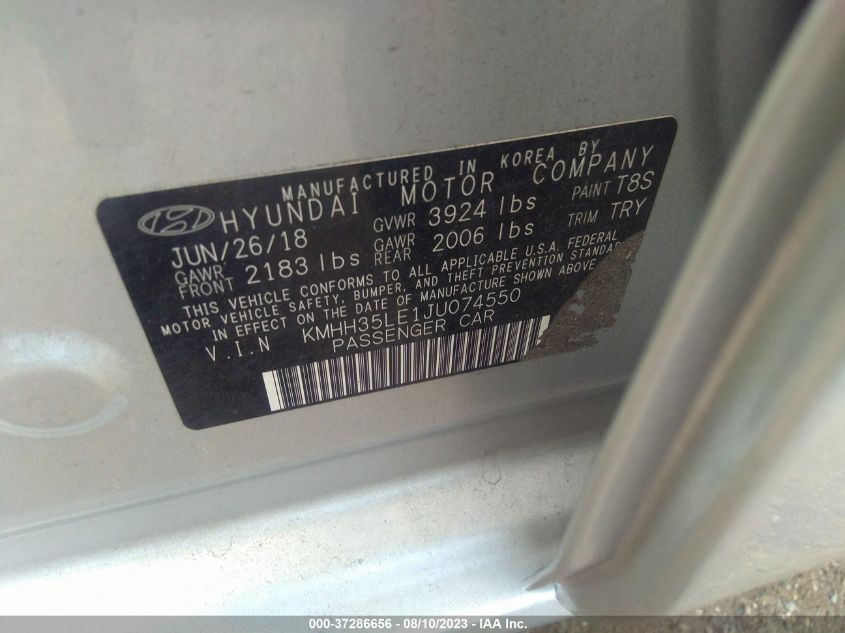 MANUFACTURED IN KOREA BY
HYUNDAI MOTOR COMPANY
JUN/26/18 GVWR 3924 lbs PAINT T8S
GAWR FRONT 2183 lbs GAWR REAR 2006 lbs TRIM TRY
THIS VEHICLE CONFORMS TO ALL APPLICABLE U.S.A. FEDERAL
MOTOR VEHICLE SAFETY, BUMPER, AND THEFT PREVENTION
IN EFFECT ON THE DATE OF MANUFACTURE SHOWN ABOVE
V.I.N KMHH35LE1JU074550
PASSENGER CAR
000-37286656 - 08/10/2023 - © IAA Inc.